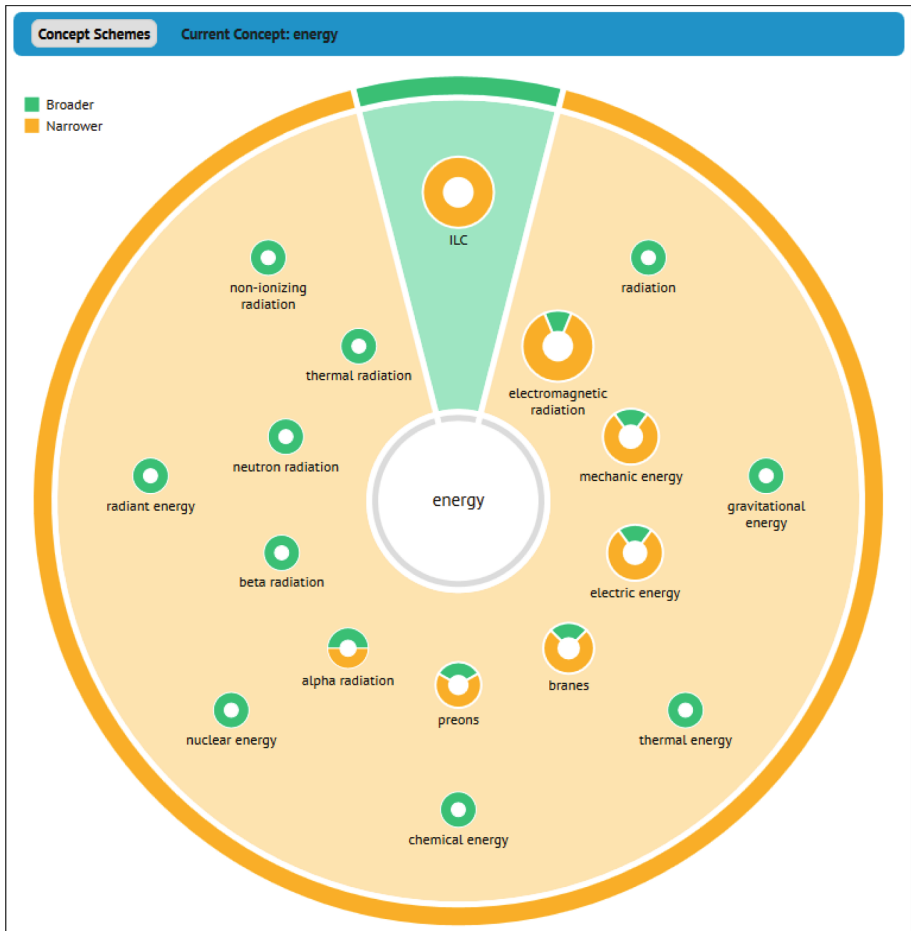 Concept Schemes Current Concept: energy
Broader
Narrower
ILC
non-ionizing
radiation
radiation
thermal radiation
electromagnetic
radiation
neutron radiation
mechanic energy
radiant energy
energy
gravitational
energy
beta radiation
electric energy
alpha radiation
preons
branes
nuclear energy
thermal energy
chemical energy